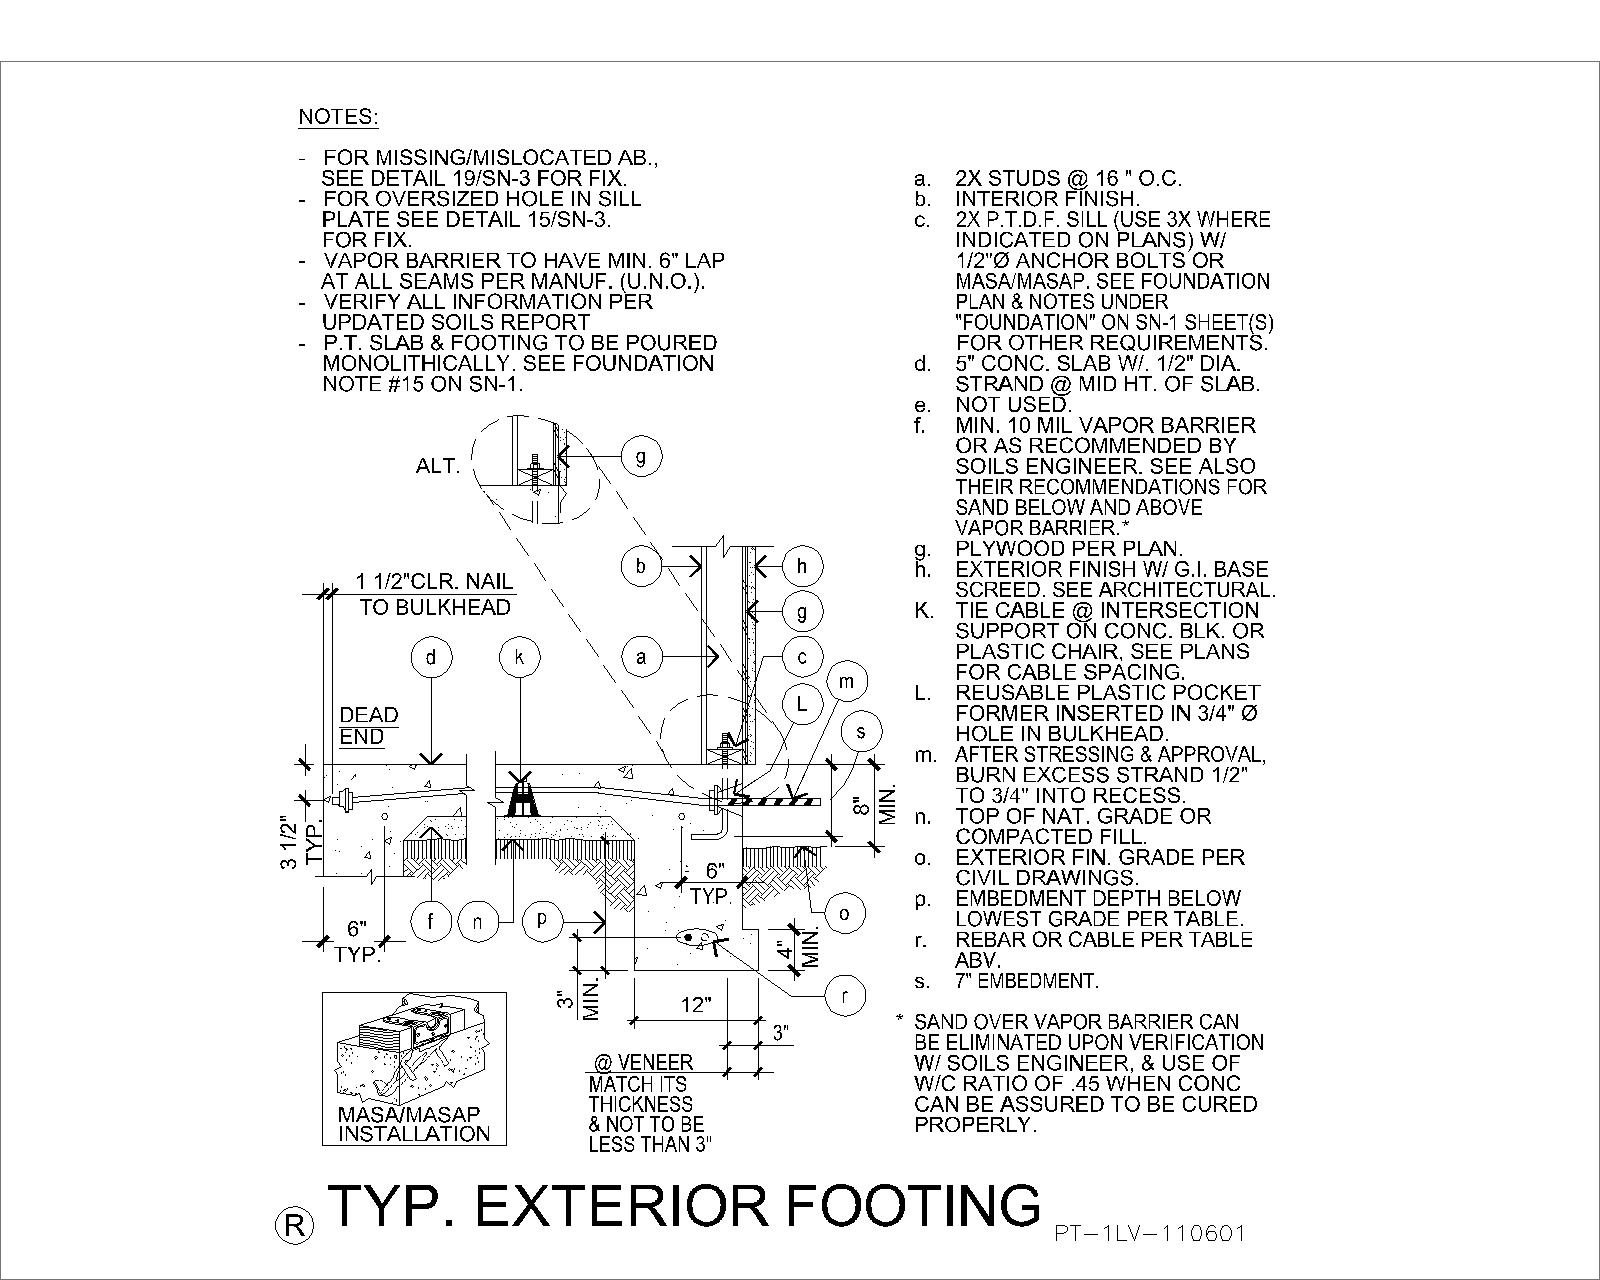 NOTES:
- FOR MISSING/MISLOCATED AB.,
SEE DETAIL 19/SN-3 FOR FIX.
- FOR OVERSIZED HOLE IN SILL
PLATE SEE DETAIL 15/SN-3.
FOR FIX.
- VAPOR BARRIER TO HAVE MIN. 6" LAP
AT ALL SEAMS PER MANUF. (U.N.O.).
- VERIFY ALL INFORMATION PER
UPDATED SOILS REPORT
- P.T. SLAB & FOOTING TO BE POURED
MONOLITHICALLY. SEE FOUNDATION
NOTE #15 ON SN-1.
ALT.
g
b
h
1 1/2"CLR. NAIL
TO BULKHEAD
g
d
k
a
c
m
L
s
DEAD
END
8"
MIN.
3 1/2"
TYP.
6"
TYP.
6"
TYP.
f
n
p
o
4"
MIN.
3"
MIN.
r
12"
3"
@ VENEER
MATCH ITS
THICKNESS
& NOT TO BE
LESS THAN 3"
MASA/MASAP
INSTALLATION
a. 2X STUDS @ 16 " O.C.
b. INTERIOR FINISH.
c. 2X P.T.D.F. SILL (USE 3X WHERE
INDICATED ON PLANS) W/
1/2"Ø ANCHOR BOLTS OR
MASA/MASAP. SEE FOUNDATION
PLAN & NOTES UNDER
"FOUNDATION" ON SN-1 SHEET(S)
FOR OTHER REQUIREMENTS.
d. 5" CONC. SLAB W/. 1/2" DIA.
STRAND @ MID HT. OF SLAB.
e. NOT USED.
f. MIN. 10 MIL VAPOR BARRIER
OR AS RECOMMENDED BY
SOILS ENGINEER. SEE ALSO
THEIR RECOMMENDATIONS FOR
SAND BELOW AND ABOVE
VAPOR BARRIER.*
g. PLYWOOD PER PLAN.
h. EXTERIOR FINISH W/ G.I. BASE
SCREED. SEE ARCHITECTURAL.
K. TIE CABLE @ INTERSECTION
SUPPORT ON CONC. BLK. OR
PLASTIC CHAIR, SEE PLANS
FOR CABLE SPACING.
L. REUSABLE PLASTIC POCKET
FORMER INSERTED IN 3/4" Ø
HOLE IN BULKHEAD.
m. AFTER STRESSING & APPROVAL,
BURN EXCESS STRAND 1/2"
TO 3/4" INTO RECESS.
n. TOP OF NAT. GRADE OR
COMPACTED FILL.
o. EXTERIOR FIN. GRADE PER
CIVIL DRAWINGS.
p. EMBEDMENT DEPTH BELOW
LOWEST GRADE PER TABLE.
r. REBAR OR CABLE PER TABLE
ABV.
s. 7" EMBEDMENT.
* SAND OVER VAPOR BARRIER CAN
BE ELIMINATED UPON VERIFICATION
W/ SOILS ENGINEER, & USE OF
W/C RATIO OF .45 WHEN CONC
CAN BE ASSURED TO BE CURED
PROPERLY.
R TYP. EXTERIOR FOOTING
PT-1LV-110601